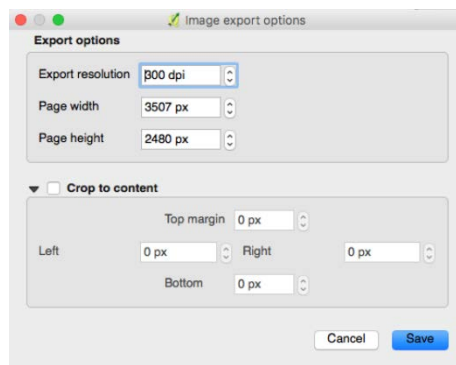 Image export options
Export options
Export resolution 300 dpi
Page width 3507 px
Page height 2480 px
Crop to content
Top margin 0 px
Left 0 px Right 0 px
Bottom 0 px
Cancel Save